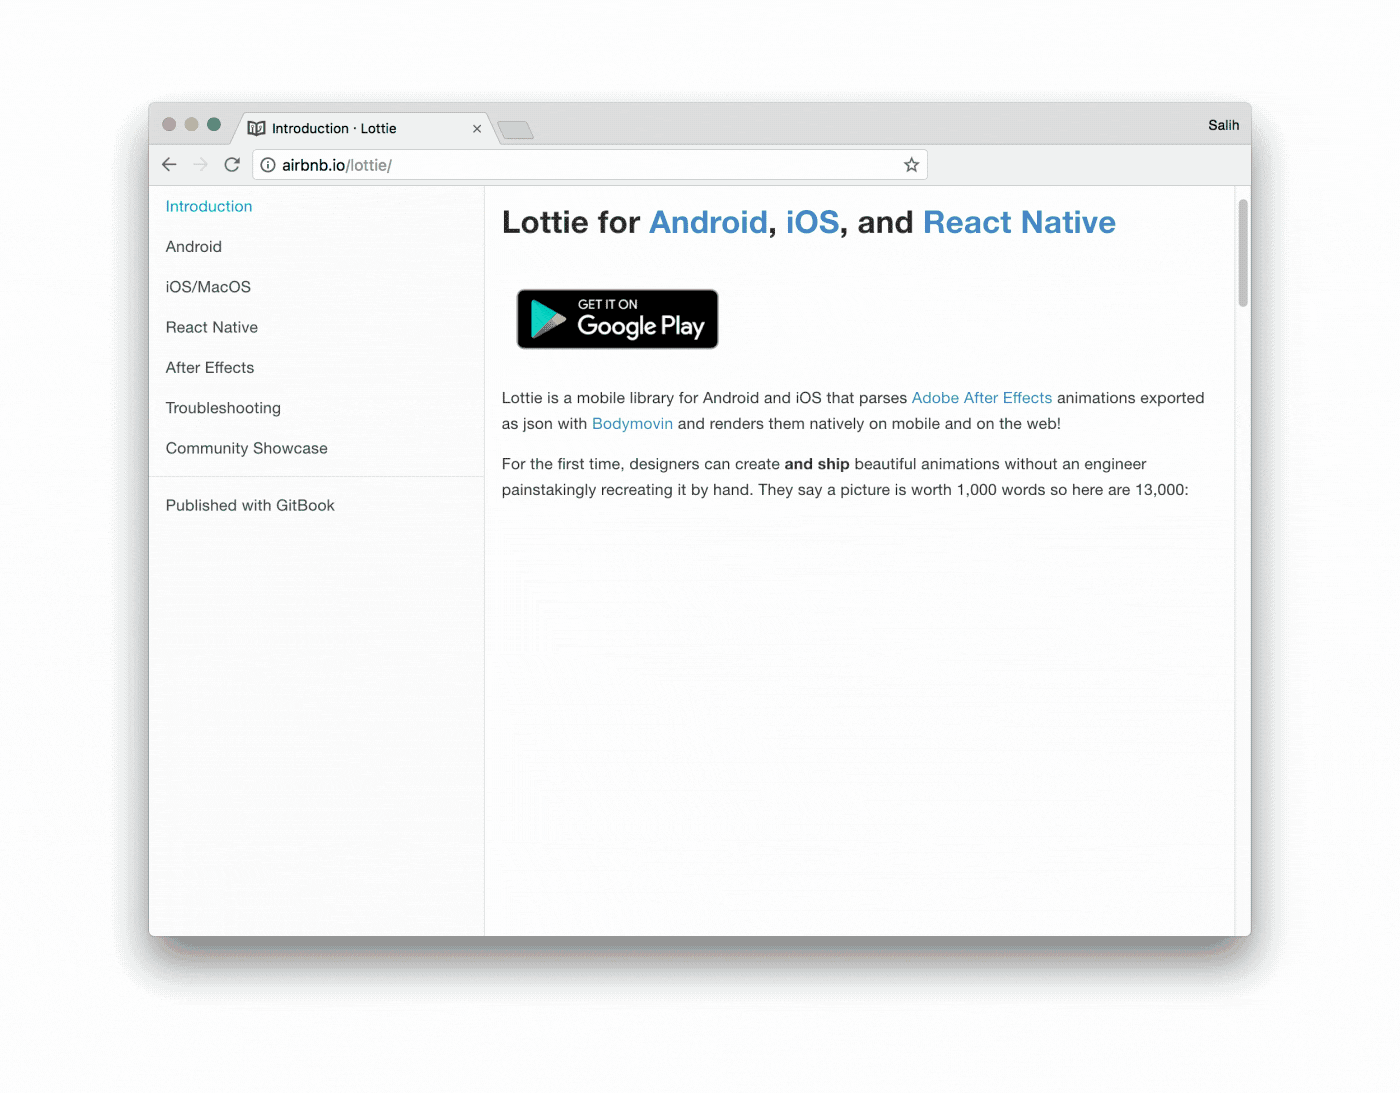 Introduction · Lottie
Salih
airbnb.io/lottie/
Introduction
Android
iOS/MacOS
React Native
After Effects
Troubleshooting
Community Showcase
Published with GitBook
Lottie for Android, iOS, and React Native
GET IT ON
Google Play
Lottie is a mobile library for Android and iOS that parses Adobe After Effects animations exported
as json with Bodymovin and renders them natively on mobile and on the web!
For the first time, designers can create and ship beautiful animations without an engineer
painstakingly recreating it by hand. They say a picture is worth 1,000 words so here are 13,000: